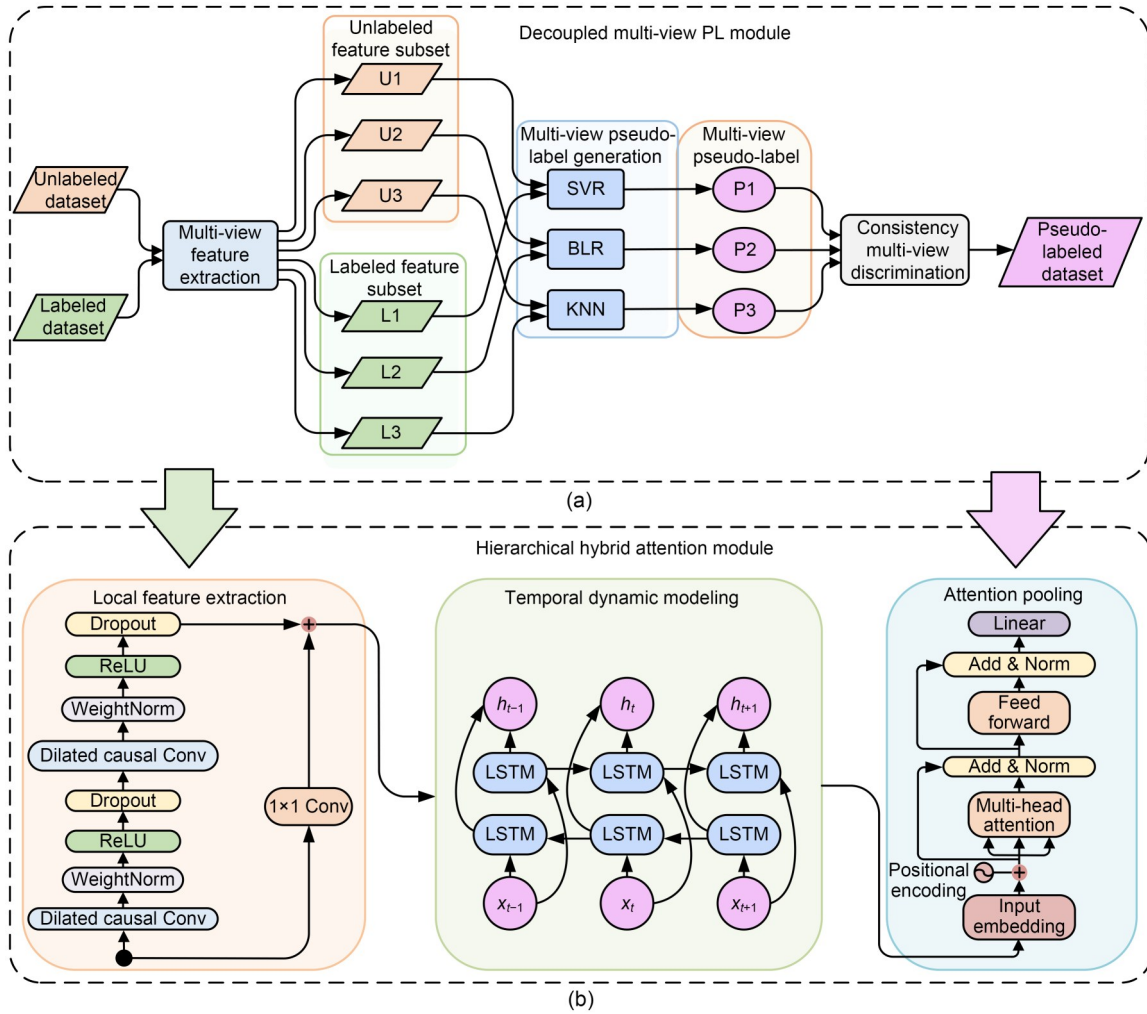 Decoupled multi-view PL module
Unlabeled
feature subset
U1
U2
U3
Unlabeled
dataset
Labeled
dataset
Multi-view
feature
extraction
Labeled feature
subset
L1
L2
L3
Multi-view pseudo-
label generation
SVR
BLR
KNN
Multi-view
pseudo-label
P1
P2
P3
Consistency
multi-view
discrimination
Pseudo-
labeled
dataset
(a)
Hierarchical hybrid attention module
Local feature extraction
Dropout
ReLU
WeightNorm
Dilated causal Conv
Dropout
ReLU
WeightNorm
Dilated causal Conv
+
1×1 Conv
Temporal dynamic modeling
h_{t−1} h_t h_{t+1}
LSTM LSTM LSTM
LSTM LSTM LSTM
x_{t−1} x_t x_{t+1}
Attention pooling
Linear
Add & Norm
Feed
forward
Add & Norm
Multi-head
attention
Positional
encoding
+
Input
embedding
(b)